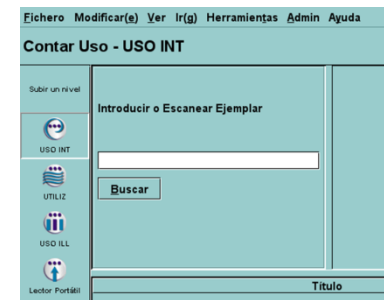 Fichero Modificar(e) Ver Ir(g) Herramientas Admin Ayuda
Contar Uso - USO INT
Subir un nivel
Introducir o Escanear Ejemplar
USO INT
Buscar
UTILIZ
USO ILL
Lector Portátil
Título